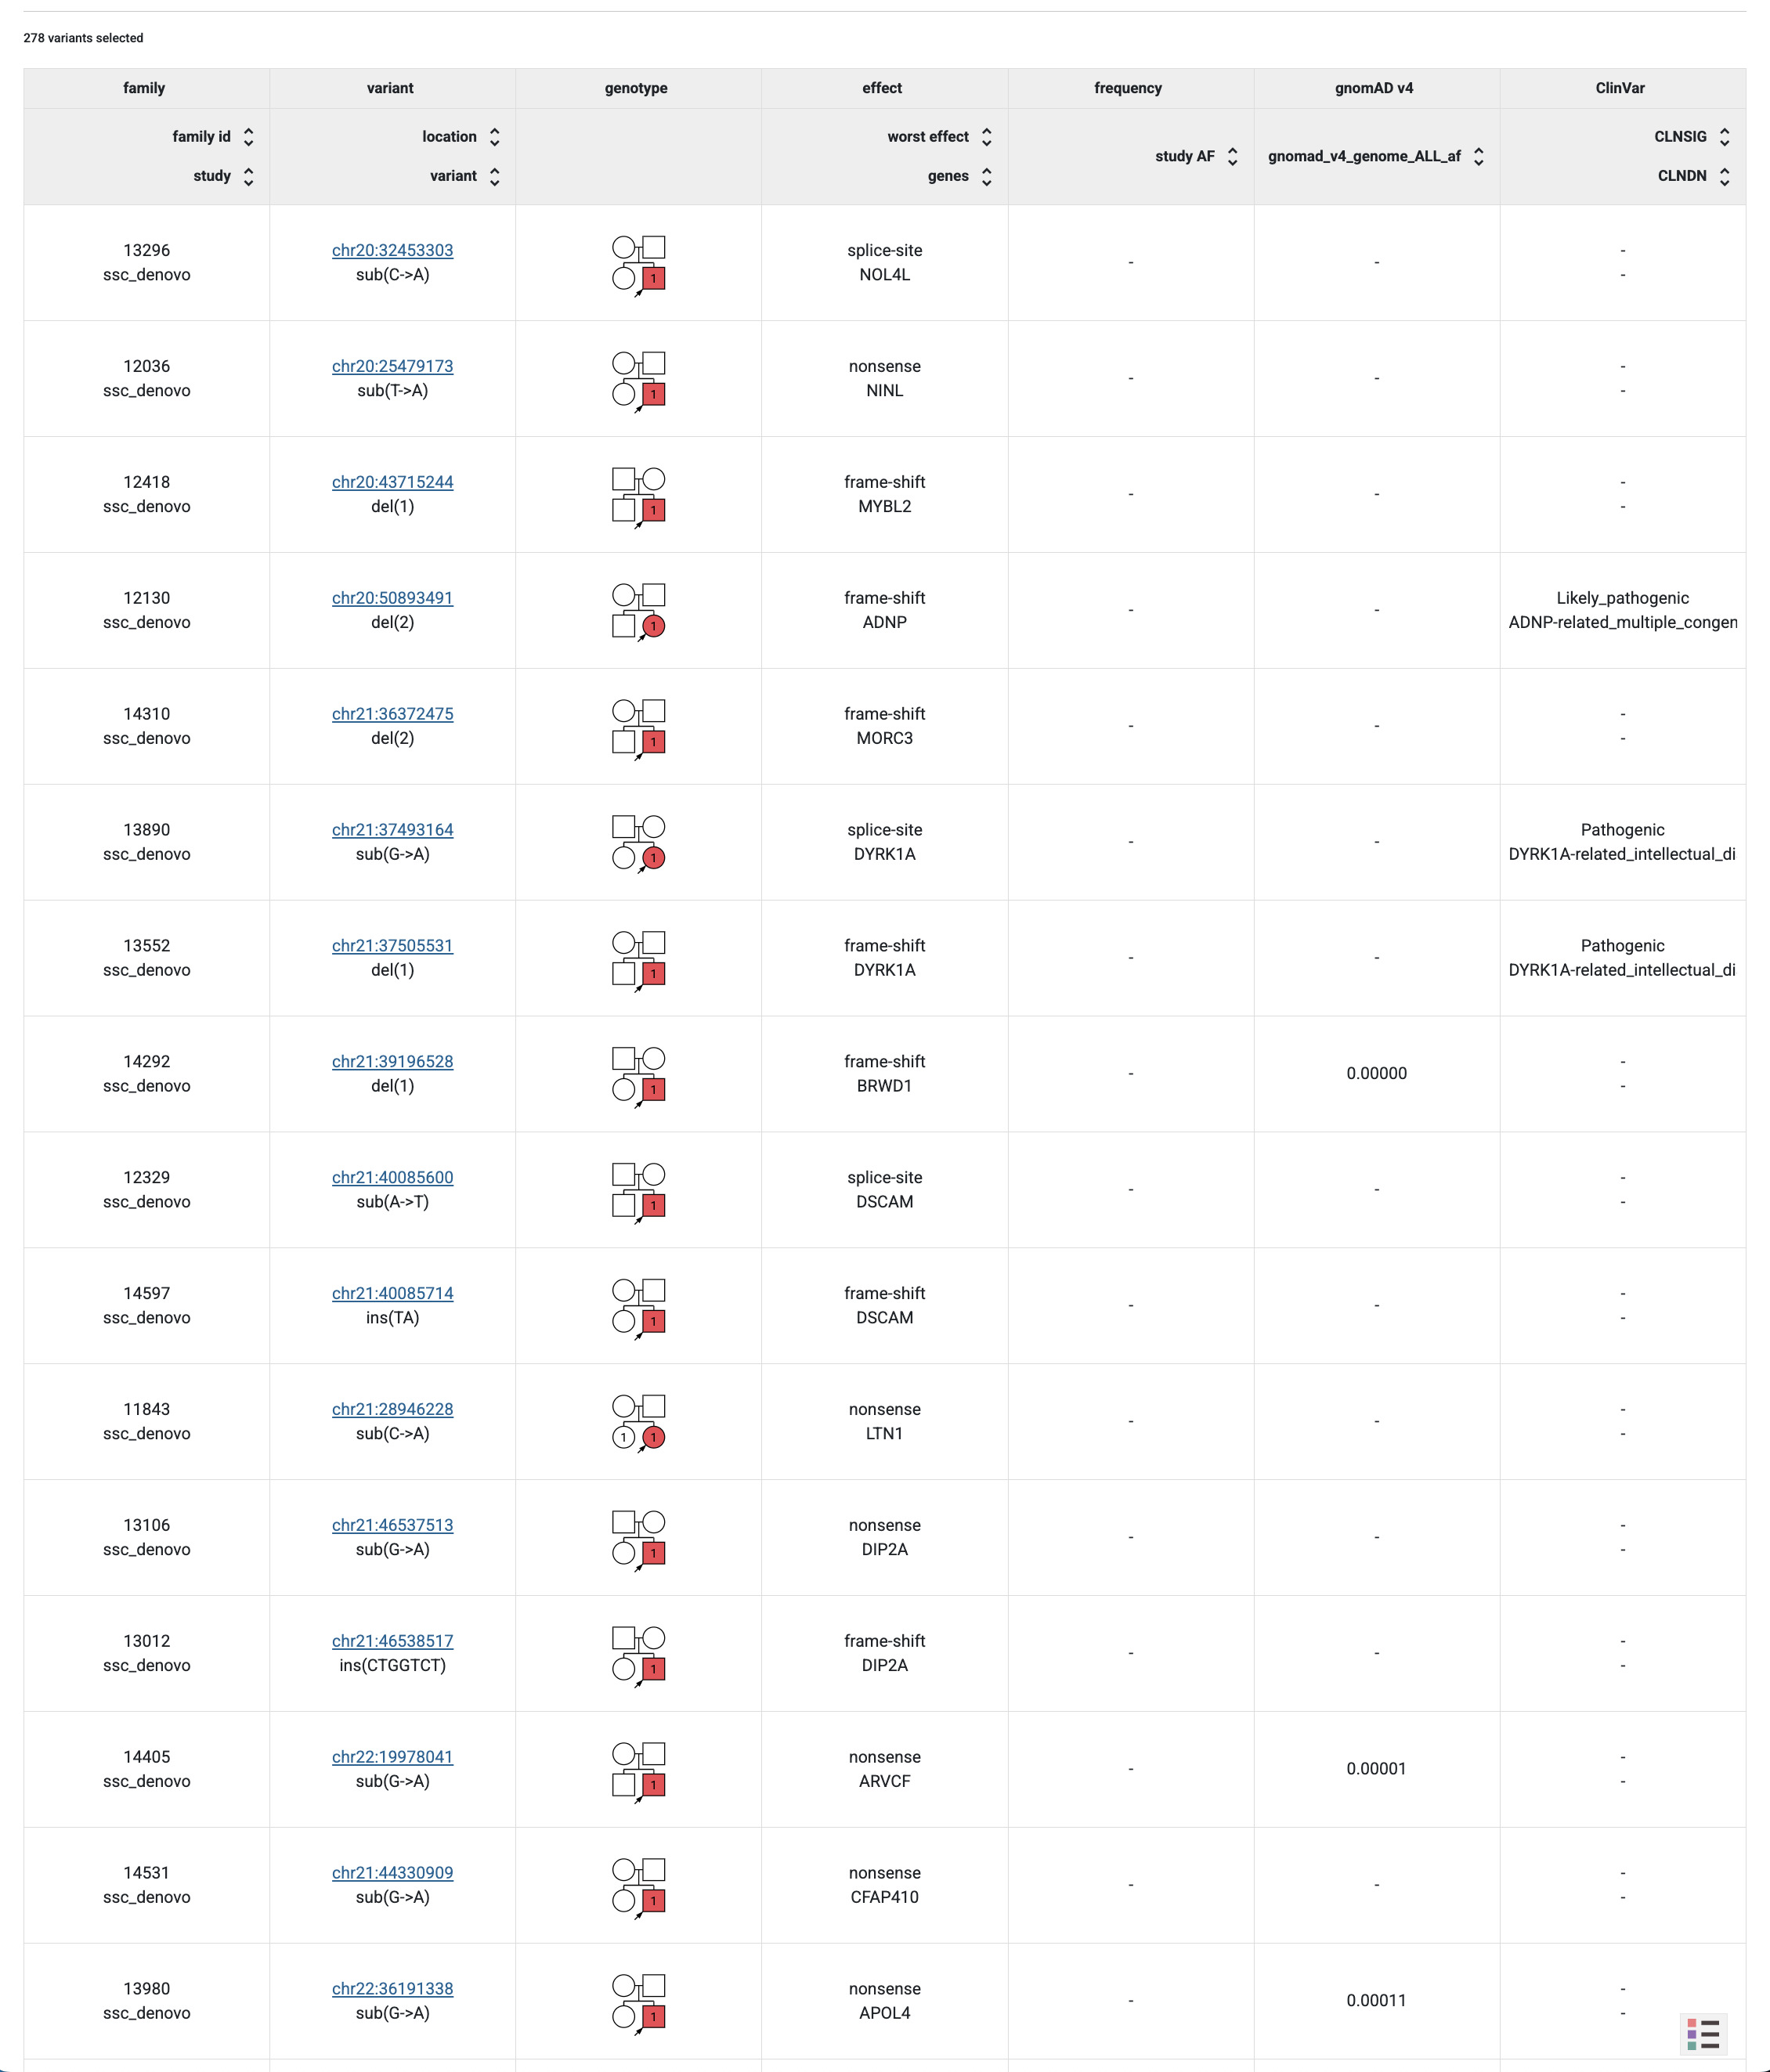 278 variants selected
family variant genotype effect frequency gnomAD v4 ClinVar
family id location worst effect study AF gnomad_v4_genome_ALL_af CLNSIG
study variant genes CLNDN
13296 chr20:32453303 splice-site - - -
ssc_denovo sub(C->A) 1 NOL4L -
12036 chr20:25479173 nonsense - - -
ssc_denovo sub(T->A) 1 NINL -
12418 chr20:43715244 frame-shift - - -
ssc_denovo del(1) 1 MYBL2 -
12130 chr20:50893491 frame-shift - - Likely_pathogenic
ssc_denovo del(2) 1 ADNP ADNP-related_multiple_congen
14310 chr21:36372475 frame-shift - - -
ssc_denovo del(2) 1 MORC3 -
13890 chr21:37493164 splice-site - - Pathogenic
ssc_denovo sub(G->A) 1 DYRK1A DYRK1A-related_intellectual_di
13552 chr21:37505531 frame-shift - - Pathogenic
ssc_denovo del(1) 1 DYRK1A DYRK1A-related_intellectual_di
14292 chr21:39196528 frame-shift - 0.00000 -
ssc_denovo del(1) 1 BRWD1 -
12329 chr21:40085600 splice-site - - -
ssc_denovo sub(A->T) 1 DSCAM -
14597 chr21:40085714 frame-shift - - -
ssc_denovo ins(TA) 1 DSCAM -
11843 chr21:28946228 nonsense - - -
ssc_denovo sub(C->A) 1 1 LTN1 -
13106 chr21:46537513 nonsense - - -
ssc_denovo sub(G->A) 1 DIP2A -
13012 chr21:46538517 frame-shift - - -
ssc_denovo ins(CTGGTCT) 1 DIP2A -
14405 chr22:19978041 nonsense - 0.00001 -
ssc_denovo sub(G->A) 1 ARVCF -
14531 chr21:44330909 nonsense - - -
ssc_denovo sub(G->A) 1 CFAP410 -
13980 chr22:36191338 nonsense - 0.00011 -
ssc_denovo sub(G->A) 1 APOL4 -